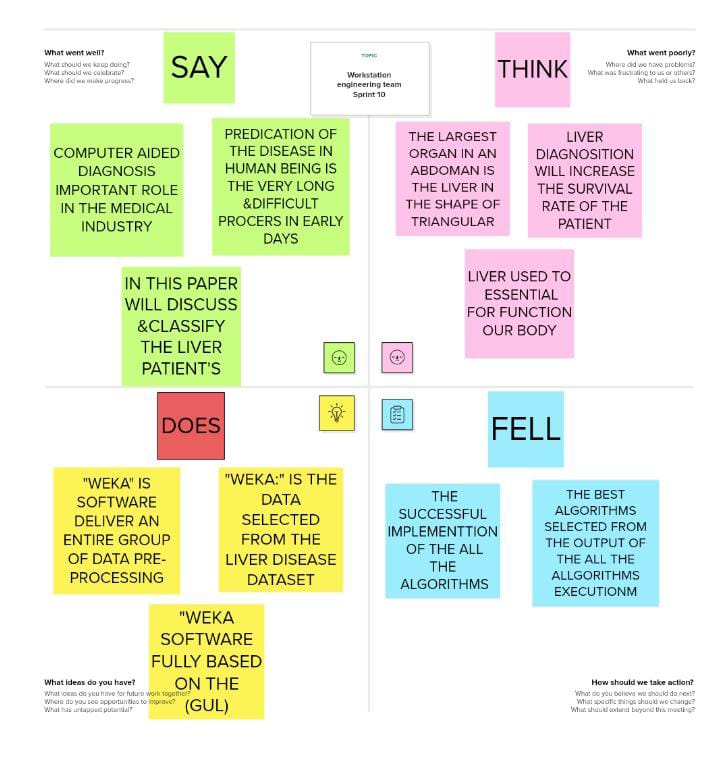 What went well?
What should we keep doing?
What should we celebrate?
Where did we make progress?
SAY
TOPIC
Workstation
engineering team
Sprint 10
THINK
What went poorly?
Where did we have problems?
What was frustrating to us or others?
What held us back?
COMPUTER AIDED
DIAGNOSIS
IMPORTANT ROLE
IN THE MEDICAL
INDUSTRY
PREDICATION OF
THE DISEASE IN
HUMAN BEING IS
THE VERY LONG
&DIFFICULT
PROCERS IN EARLY
DAYS
IN THIS PAPER
WILL DISCUSS
&CLASSIFY
THE LIVER
PATIENT'S
THE LARGEST
ORGAN IN AN
ABDOMAN IS
THE LIVER IN
THE SHAPE OF
TRIANGULAR
LIVER
DIAGNOSITION
WILL INCREASE
THE SURVIVAL
RATE OF THE
PATIENT
LIVER USED TO
ESSENTIAL
FOR FUNCTION
OUR BODY
DOES
"WEKA" IS
SOFTWARE
DELIVER AN
ENTIRE GROUP
OF DATA PRE-
PROCESSING
"WEKA:" IS THE
DATA
SELECTED
FROM THE
LIVER DISEASE
DATASET
"WEKA
SOFTWARE
FULLY BASED
ON THE
(GUL)
What ideas do you have?
What ideas do you have for future work together?
Where do you see opportunities to improve?
What has untapped potential?
FELL
THE
SUCCESSFUL
IMPLEMENTTION
OF THE ALL
THE
ALGORITHMS
THE BEST
ALGORITHMS
SELECTED FROM
THE OUTPUT OF
THE ALL THE
ALLGORITHMS
EXECUTIONM
How should we take action?
What do you believe we should do next?
What specific things should we change?
What should extend beyond this meeting?